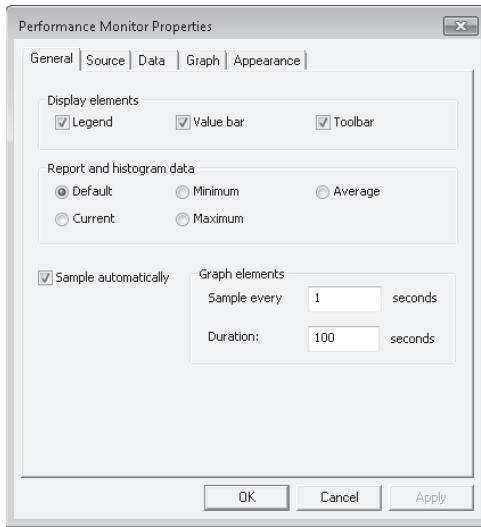 Performance Monitor Properties
General Source Data Graph Appearance
Display elements
Legend Value bar Toolbar
Report and histogram data
Default Minimum Average
Current Maximum
Sample automatically
Graph elements
Sample every 1 seconds
Duration: 100 seconds
OK Cancel Apply